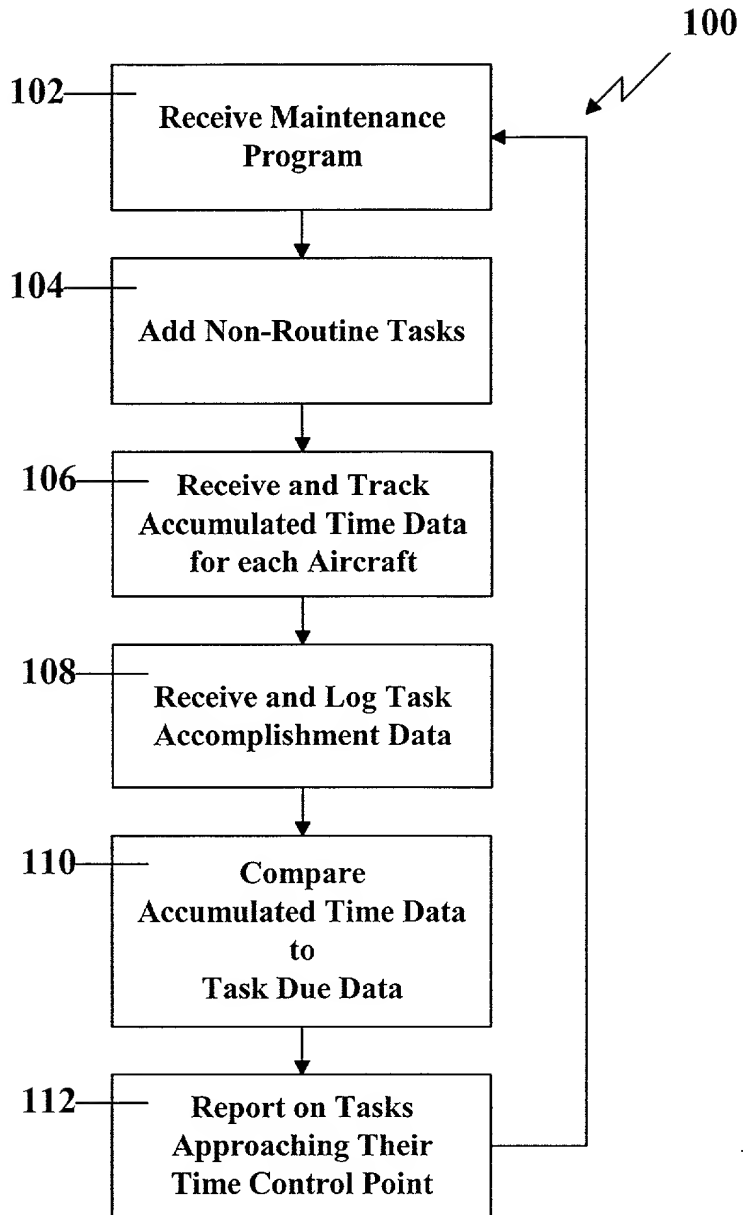 100
102
Receive Maintenance
Program
104
Add Non-Routine Tasks
106
Receive and Track
Accumulated Time Data
for each Aircraft
108
Receive and Log Task
Accomplishment Data
110
Compare
Accumulated Time Data
to
Task Due Data
112
Report on Tasks
Approaching Their
Time Control Point